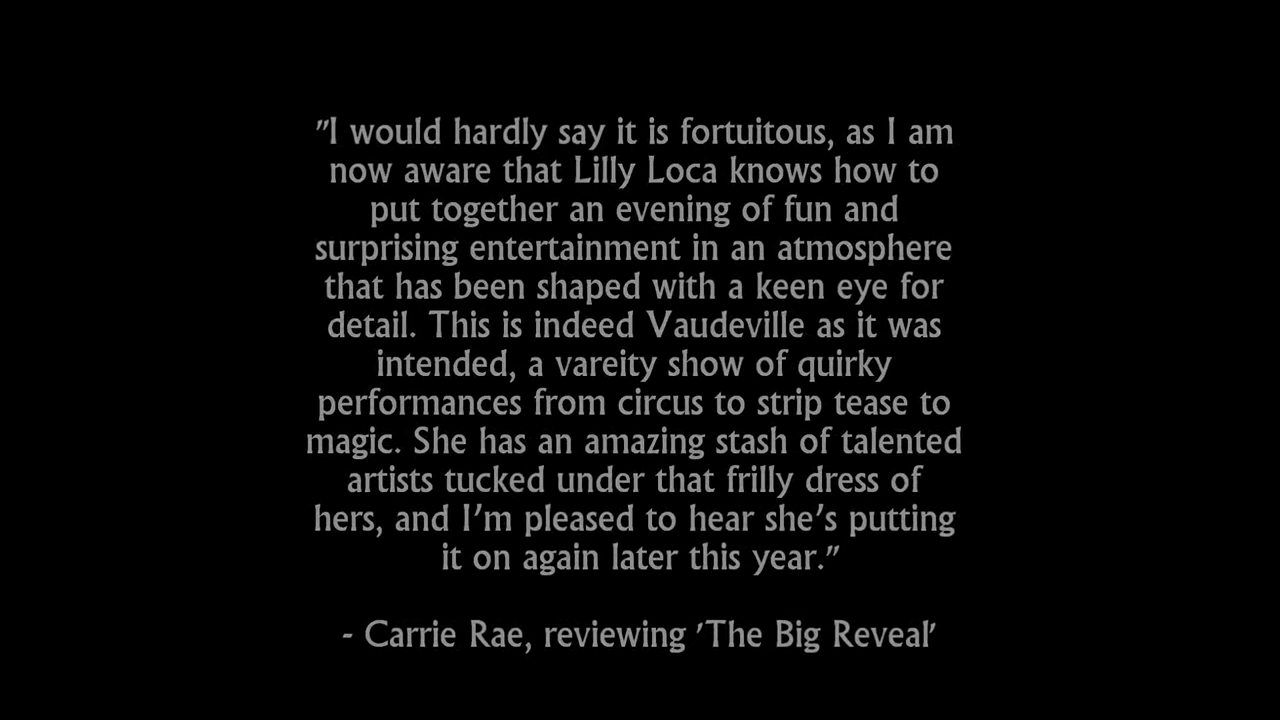 "I would hardly say it is fortuitous, as I am
now aware that Lilly Loca knows how to
put together an evening of fun and
surprising entertainment in an atmosphere
that has been shaped with a keen eye for
detail. This is indeed Vaudeville as it was
intended, a vareity show of quirky
performances from circus to strip tease to
magic. She has an amazing stash of talented
artists tucked under that frilly dress of
hers, and I'm pleased to hear she's putting
it on again later this year."
- Carrie Rae, reviewing 'The Big Reveal'